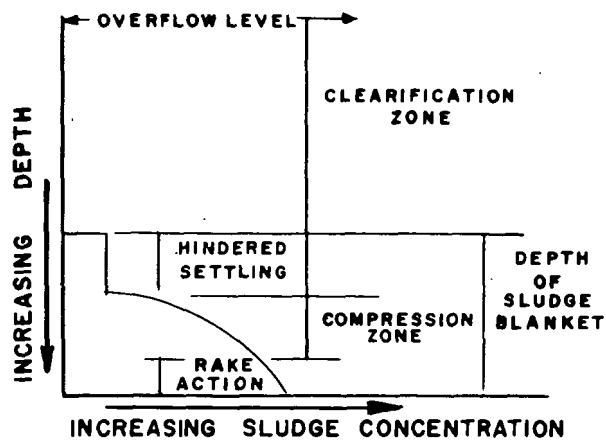 OVERFLOW LEVEL
CLEARIFICATION
ZONE
INCREASING DEPTH
HINDERED
SETTLING
DEPTH
OF
SLUDGE
BLANKET
COMPRESSION
ZONE
RAKE
ACTION
INCREASING SLUDGE CONCENTRATION